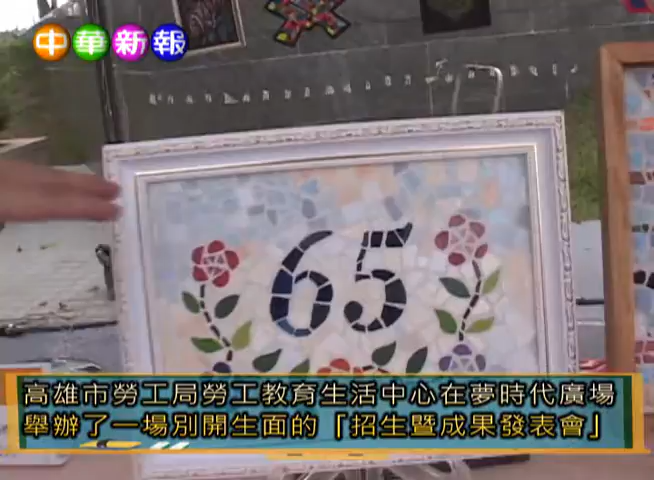 中華新報
65
高雄市勞工局勞工教育生活中心在夢時代廣場
舉辦了一場別開生面的「招生暨成果發表會」